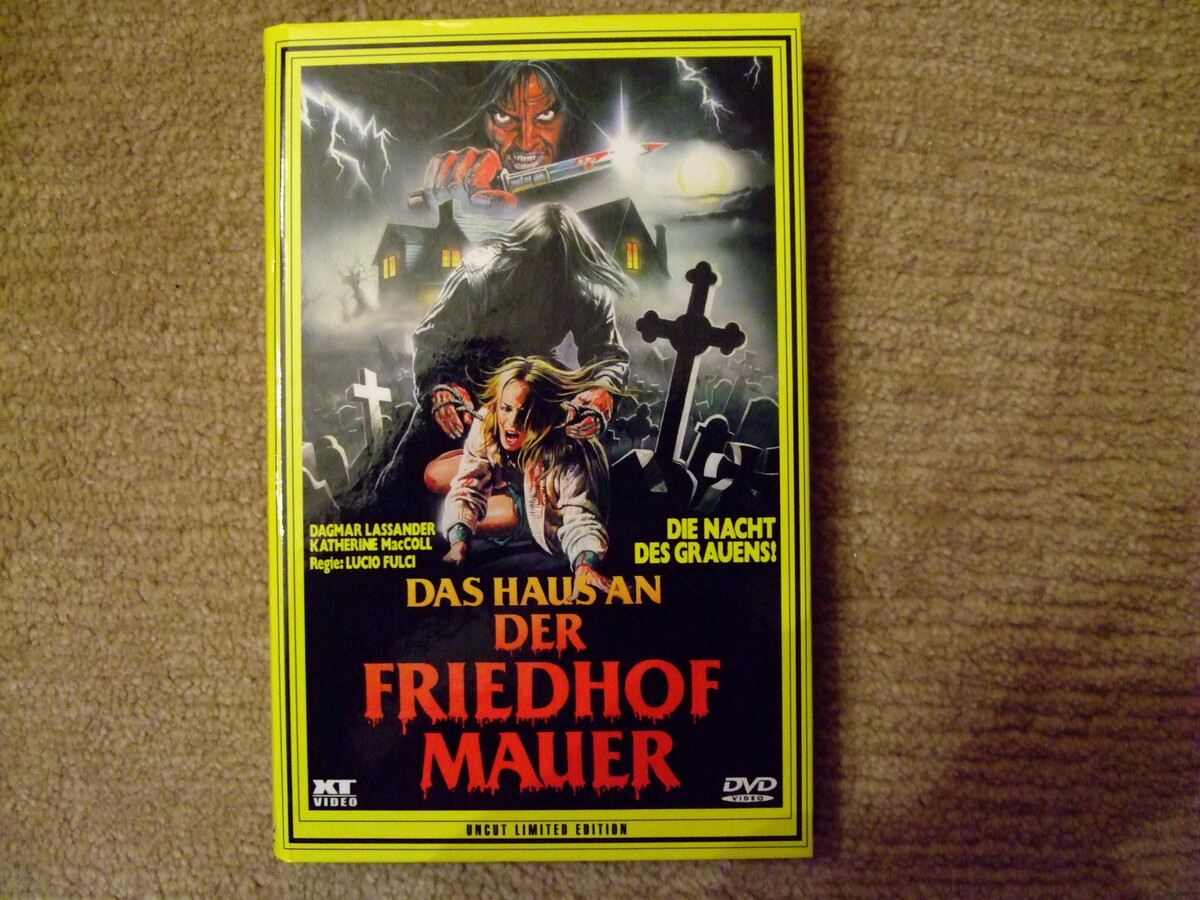 DAGMAR LASSANDER
KATHERINE MacCOLL
Regie: LUCIO FULCI
DIE NACHT
DES GRAUENS!
DAS HAUS AN
DER
FRIEDHOF
MAUER
XT
VIDEO
DVD
VIDEO
UNCUT LIMITED EDITION